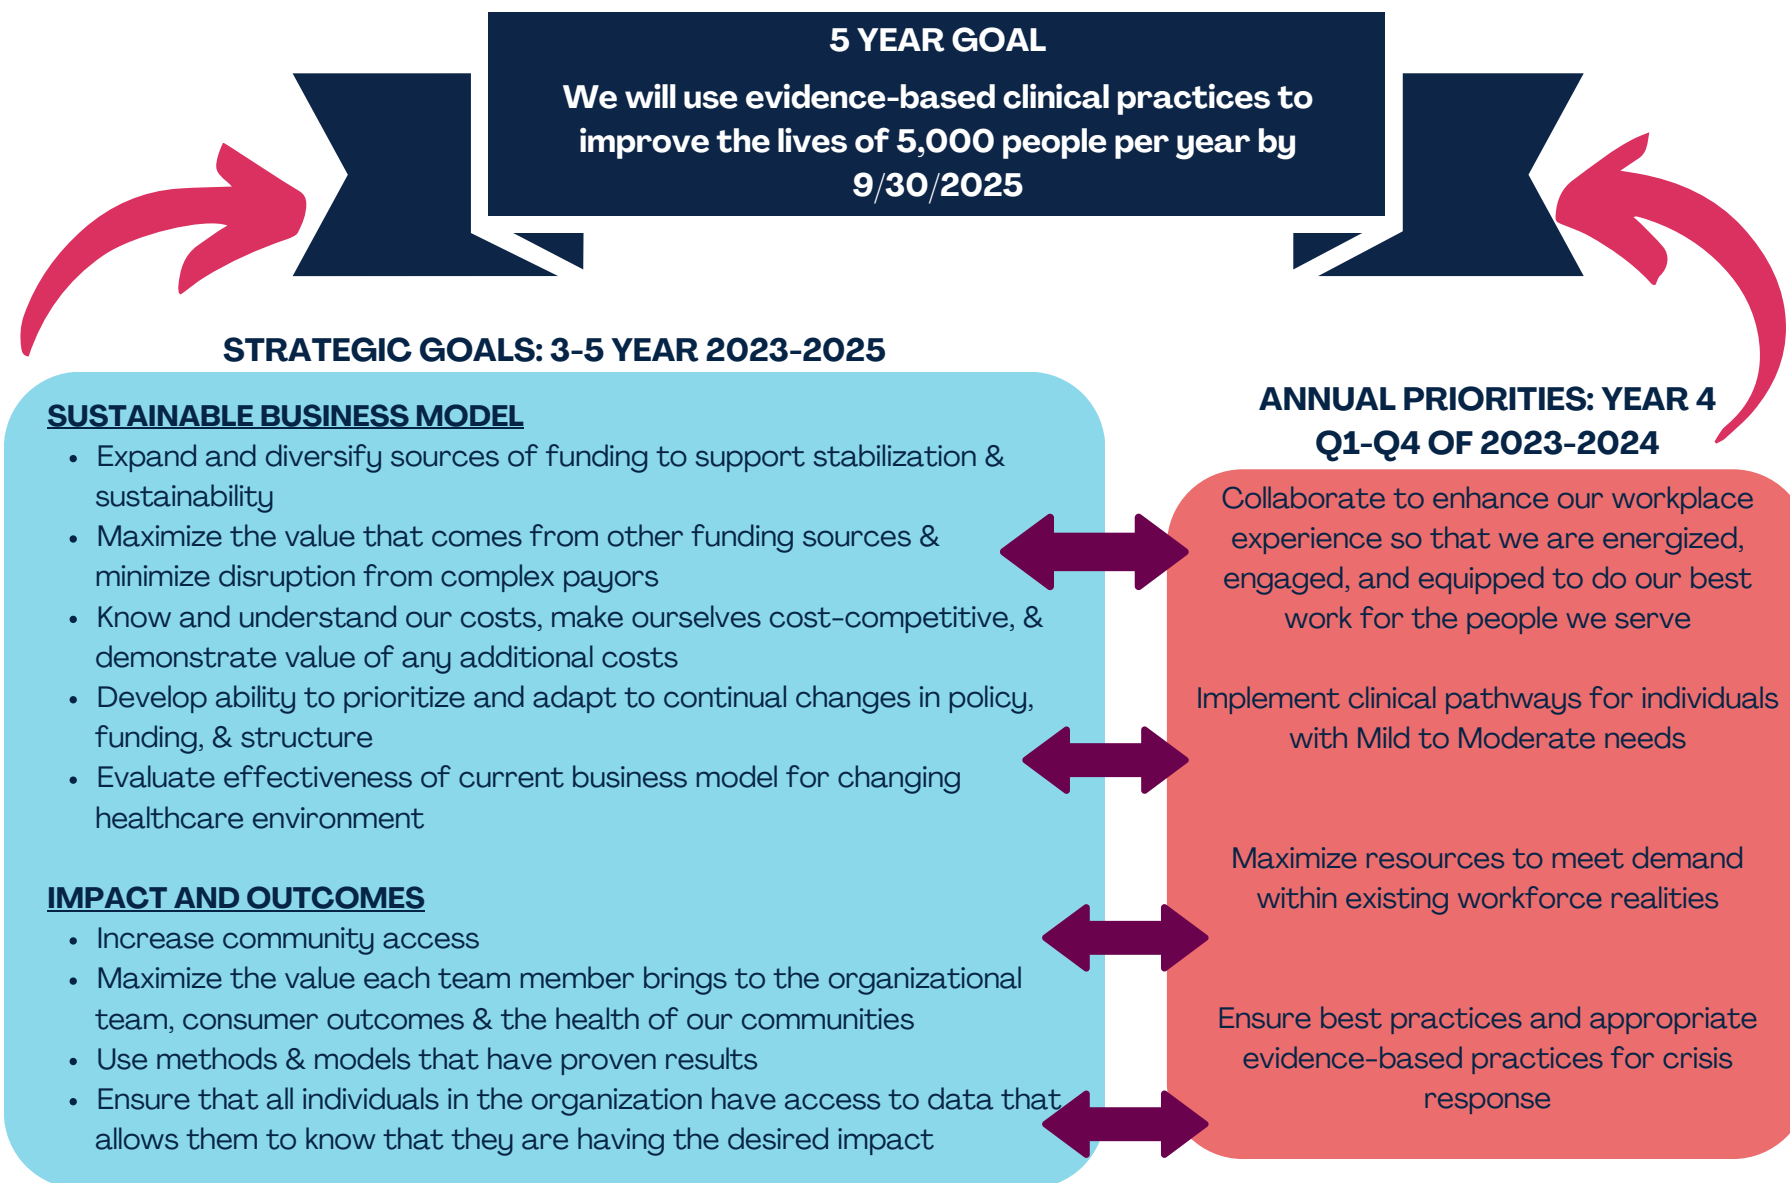 5 YEAR GOAL
We will use evidence-based clinical practices to
improve the lives of 5,000 people per year by
9/30/2025
STRATEGIC GOALS: 3-5 YEAR 2023-2025
SUSTAINABLE BUSINESS MODEL
• Expand and diversify sources of funding to support stabilization &
sustainability
• Maximize the value that comes from other funding sources &
minimize disruption from complex payors
• Know and understand our costs, make ourselves cost-competitive, &
demonstrate value of any additional costs
• Develop ability to prioritize and adapt to continual changes in policy,
funding, & structure
• Evaluate effectiveness of current business model for changing
healthcare environment
IMPACT AND OUTCOMES
• Increase community access
• Maximize the value each team member brings to the organizational
team, consumer outcomes & the health of our communities
• Use methods & models that have proven results
• Ensure that all individuals in the organization have access to data that
allows them to know that they are having the desired impact
ANNUAL PRIORITIES: YEAR 4
Q1-Q4 OF 2023-2024
Collaborate to enhance our workplace
experience so that we are energized,
engaged, and equipped to do our best
work for the people we serve
Implement clinical pathways for individuals
with Mild to Moderate needs
Maximize resources to meet demand
within existing workforce realities
Ensure best practices and appropriate
evidence-based practices for crisis
response